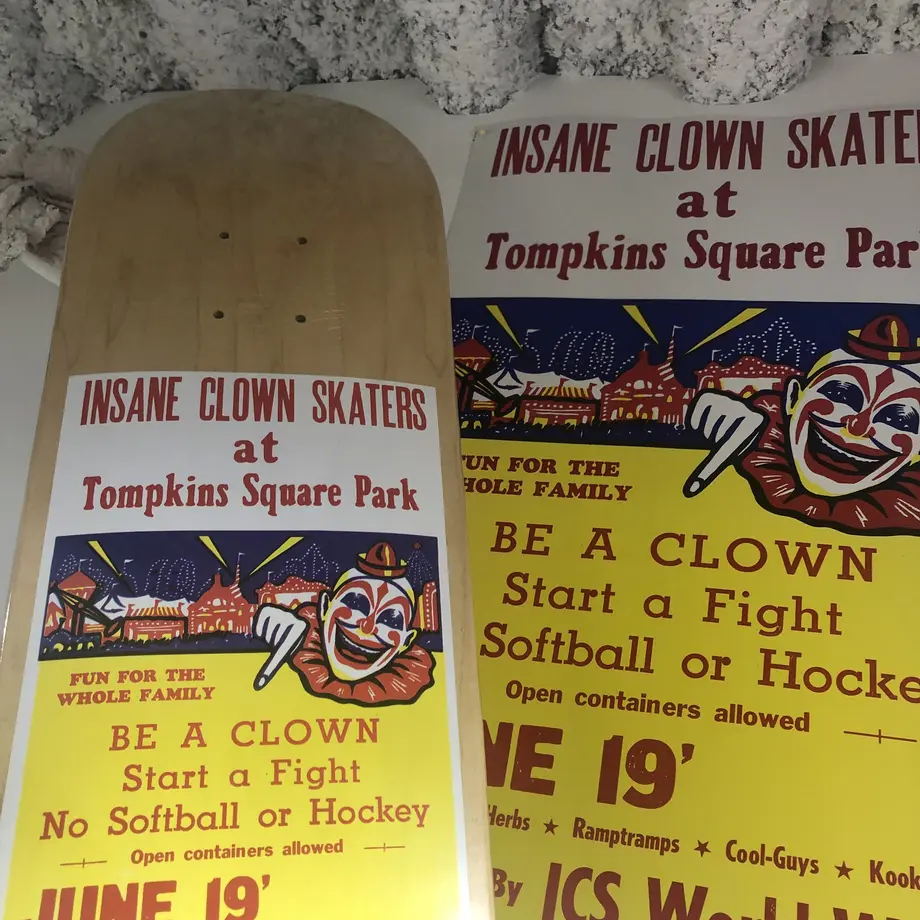 INSANE CLOWN SKATERS
at
Tompkins Square Park
FUN FOR THE
WHOLE FAMILY
BE A CLOWN
Start a Fight
No Softball or Hockey
Open containers allowed
JUNE 19'
INSANE CLOWN SKATE
at
Tompkins Square Par
FUN FOR THE
HOLE FAMILY
BE A CLOWN
Start a Fight
Softball or Hocke
Open containers allowed
NE 19'
Herbs ★ Ramptramps ★ Cool-Guys ★ Kook
By ICS